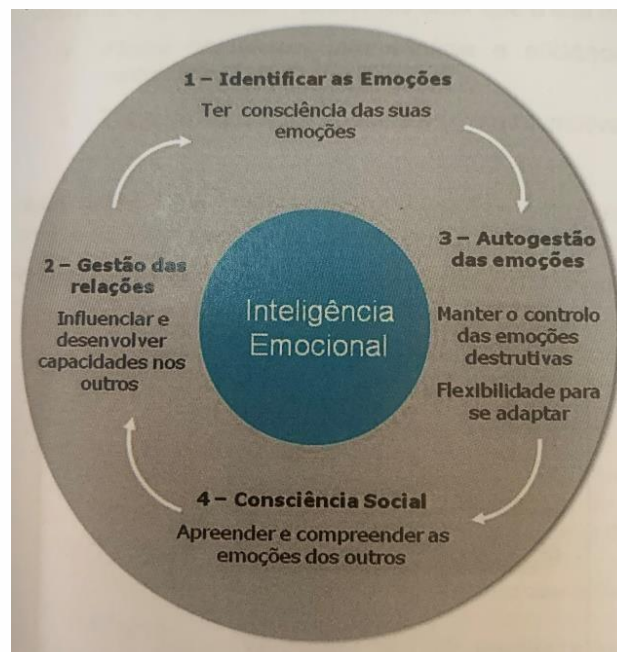 1 – Identificar as Emoções
Ter consciência das suas
emoções
3 – Autogestão
das emoções
Manter o controlo
das emoções
destrutivas
Flexibilidade para
se adaptar
4 – Consciência Social
Apreender e compreender as
emoções dos outros
2 – Gestão das
relações
Influenciar e
desenvolver
capacidades nos
outros
Inteligência
Emocional